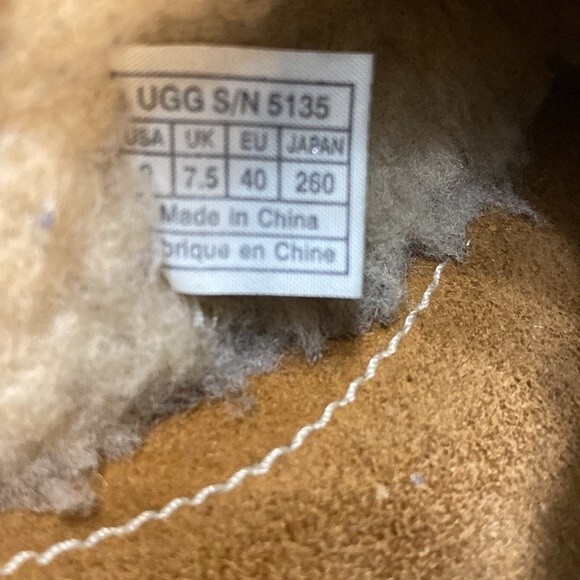 UGG S/N 5135
USA UK EU JAPAN
7.5 40 260
Made in China
brique en Chine